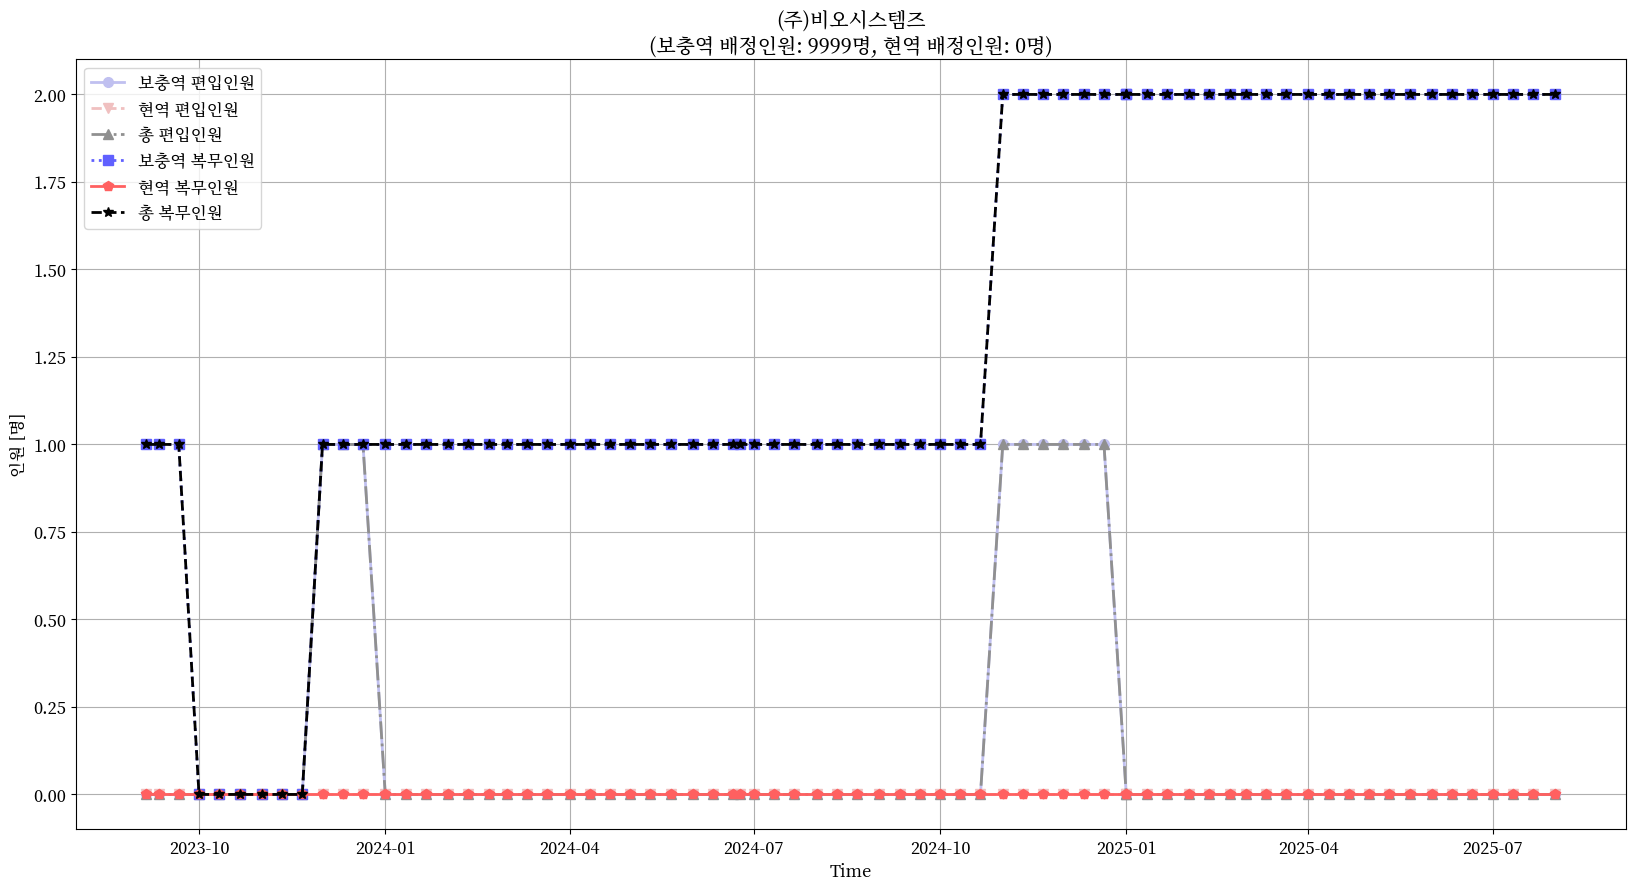 (주)비오시스템즈
(보충역 배정인원: 9999명, 현역 배정인원: 0명)
보충역 편입인원
현역 편입인원
총 편입인원
보충역 복무인원
현역 복무인원
총 복무인원
2.00
1.75
1.50
1.25
1.00
0.75
0.50
0.25
0.00
인원 [명]
2023-10
2024-01
2024-04
2024-07
2024-10
2025-01
2025-04
2025-07
Time